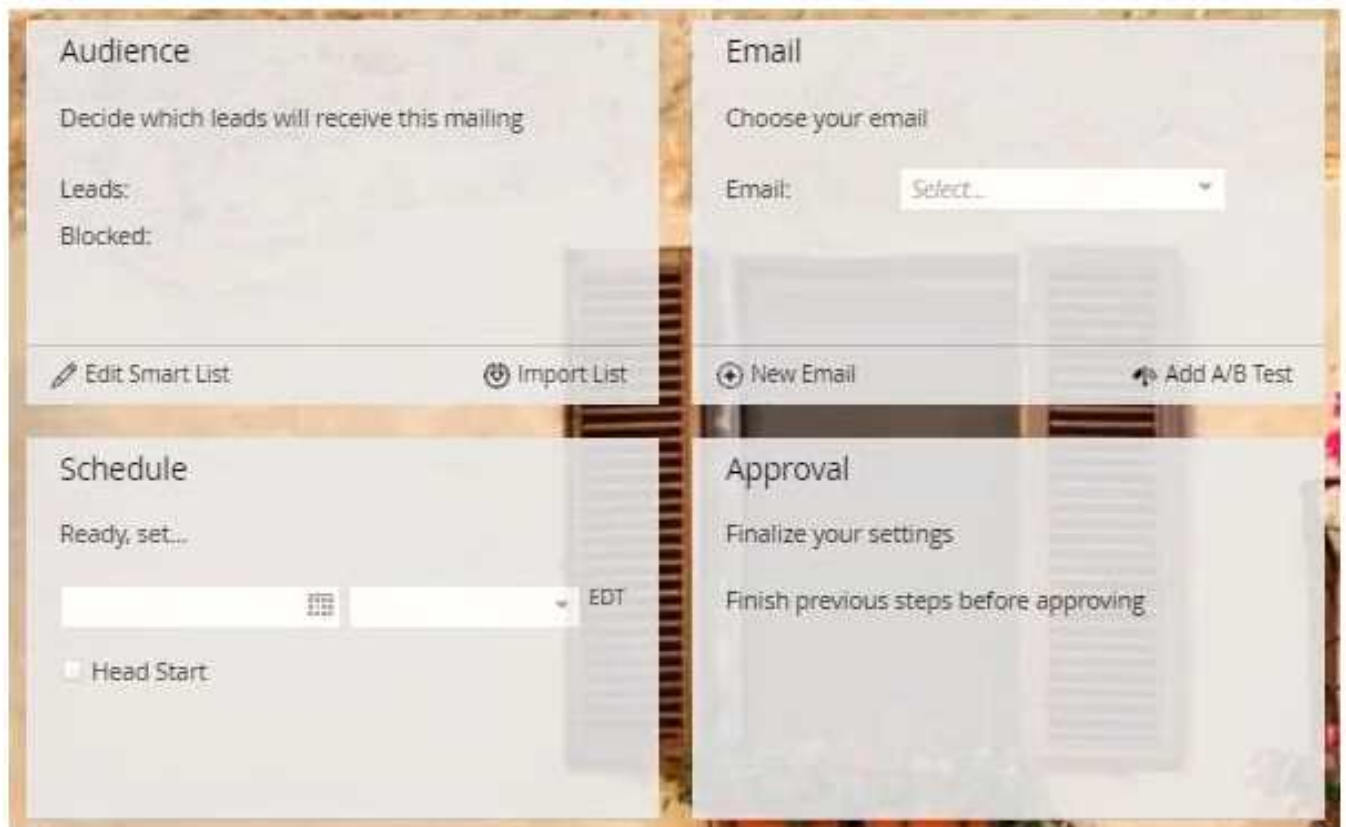 Audience
Decide which leads will receive this mailing
Leads:
Blocked:
Edit Smart List
Import List
Email
Choose your email
Email:
Select...
New Email
Add A/B Test
Schedule
Ready, set...
EDT
Head Start
Approval
Finalize your settings
Finish previous steps before approving